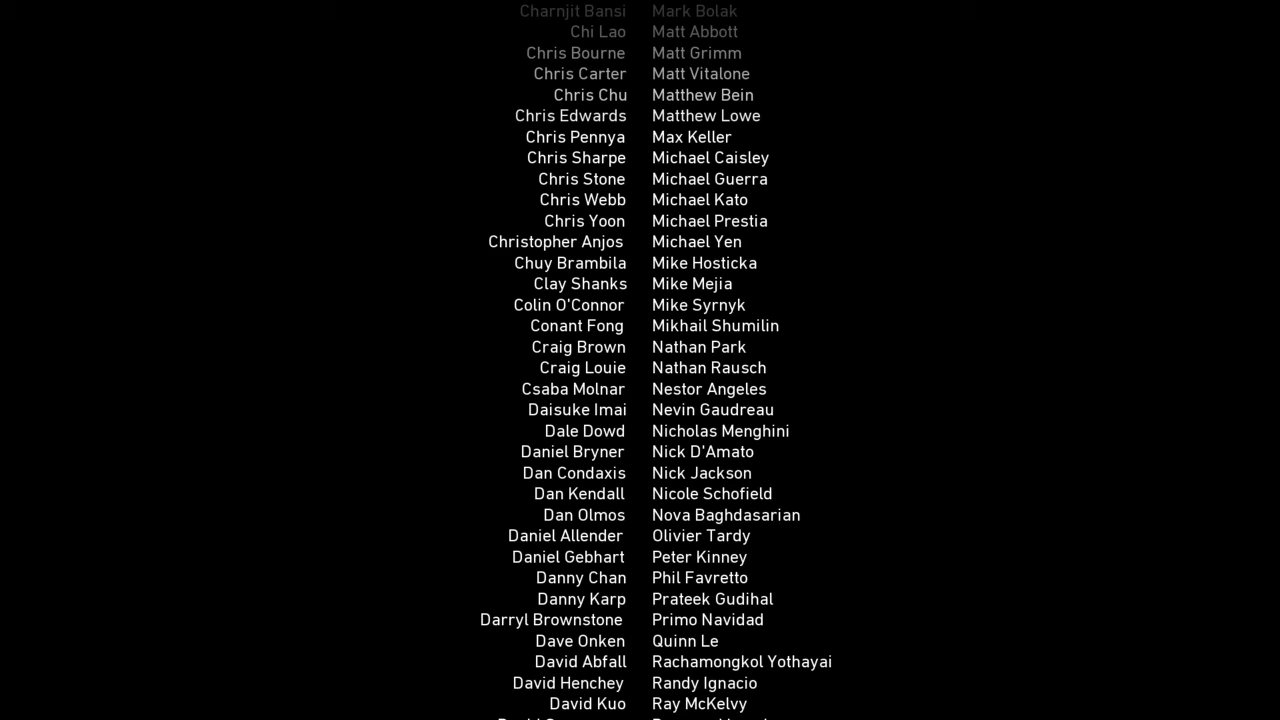 Charnjit Bansi Mark Bolak
Chi Lao Matt Abbott
Chris Bourne Matt Grimm
Chris Carter Matt Vitalone
Chris Chu Matthew Bein
Chris Edwards Matthew Lowe
Chris Pennya Max Keller
Chris Sharpe Michael Caisley
Chris Stone Michael Guerra
Chris Webb Michael Kato
Chris Yoon Michael Prestia
Christopher Anjos Michael Yen
Chuy Brambila Mike Hosticka
Clay Shanks Mike Mejia
Colin O'Connor Mike Syrnyk
Conant Fong Mikhail Shumilin
Craig Brown Nathan Park
Craig Louie Nathan Rausch
Csaba Molnar Nestor Angeles
Daisuke Imai Nevin Gaudreau
Dale Dowd Nicholas Menghini
Daniel Bryner Nick D'Amato
Dan Condaxis Nick Jackson
Dan Kendall Nicole Schofield
Dan Olmos Nova Baghdasarian
Daniel Allender Olivier Tardy
Daniel Gebhart Peter Kinney
Danny Chan Phil Favretto
Danny Karp Prateek Gudihal
Darryl Brownstone Primo Navidad
Dave Onken Quinn Le
David Abfall Rachamongkol Yothayai
David Henchey Randy Ignacio
David Kuo Ray McKelvy